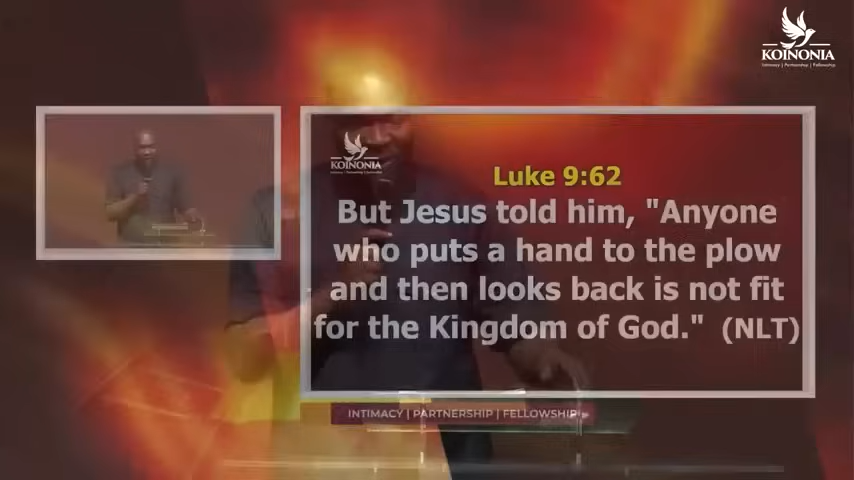 KOINONIA
Intimacy | Partnership | Fellowship
KOINONIA
Luke 9:62
But Jesus told him, "Anyone
who puts a hand to the plow
and then looks back is not fit
for the Kingdom of God." (NLT)
INTIMACY | PARTNERSHIP | FELLOWSHIP